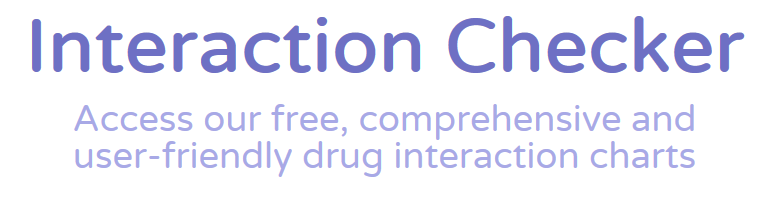 Interaction Checker
Access our free, comprehensive and
user-friendly drug interaction charts